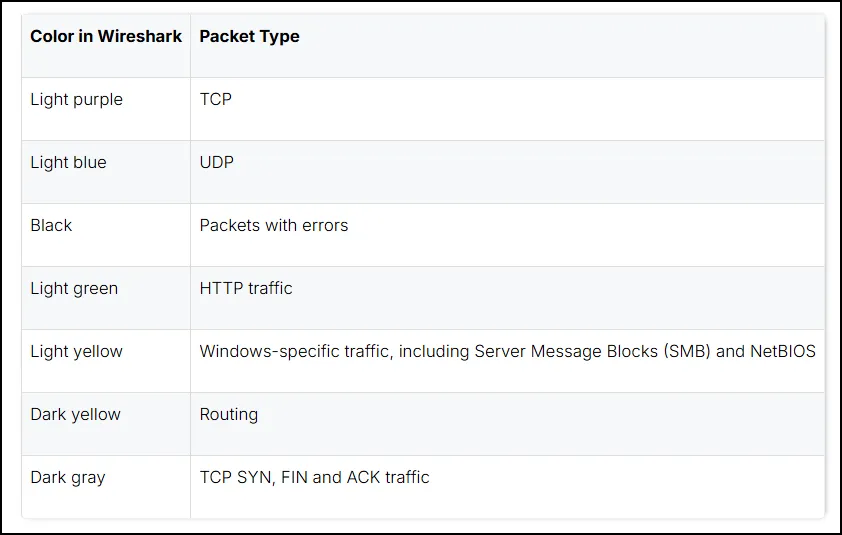 Color in Wireshark Packet Type
Light purple TCP
Light blue UDP
Black Packets with errors
Light green HTTP traffic
Light yellow Windows-specific traffic, including Server Message Blocks (SMB) and NetBIOS
Dark yellow Routing
Dark gray TCP SYN, FIN and ACK traffic